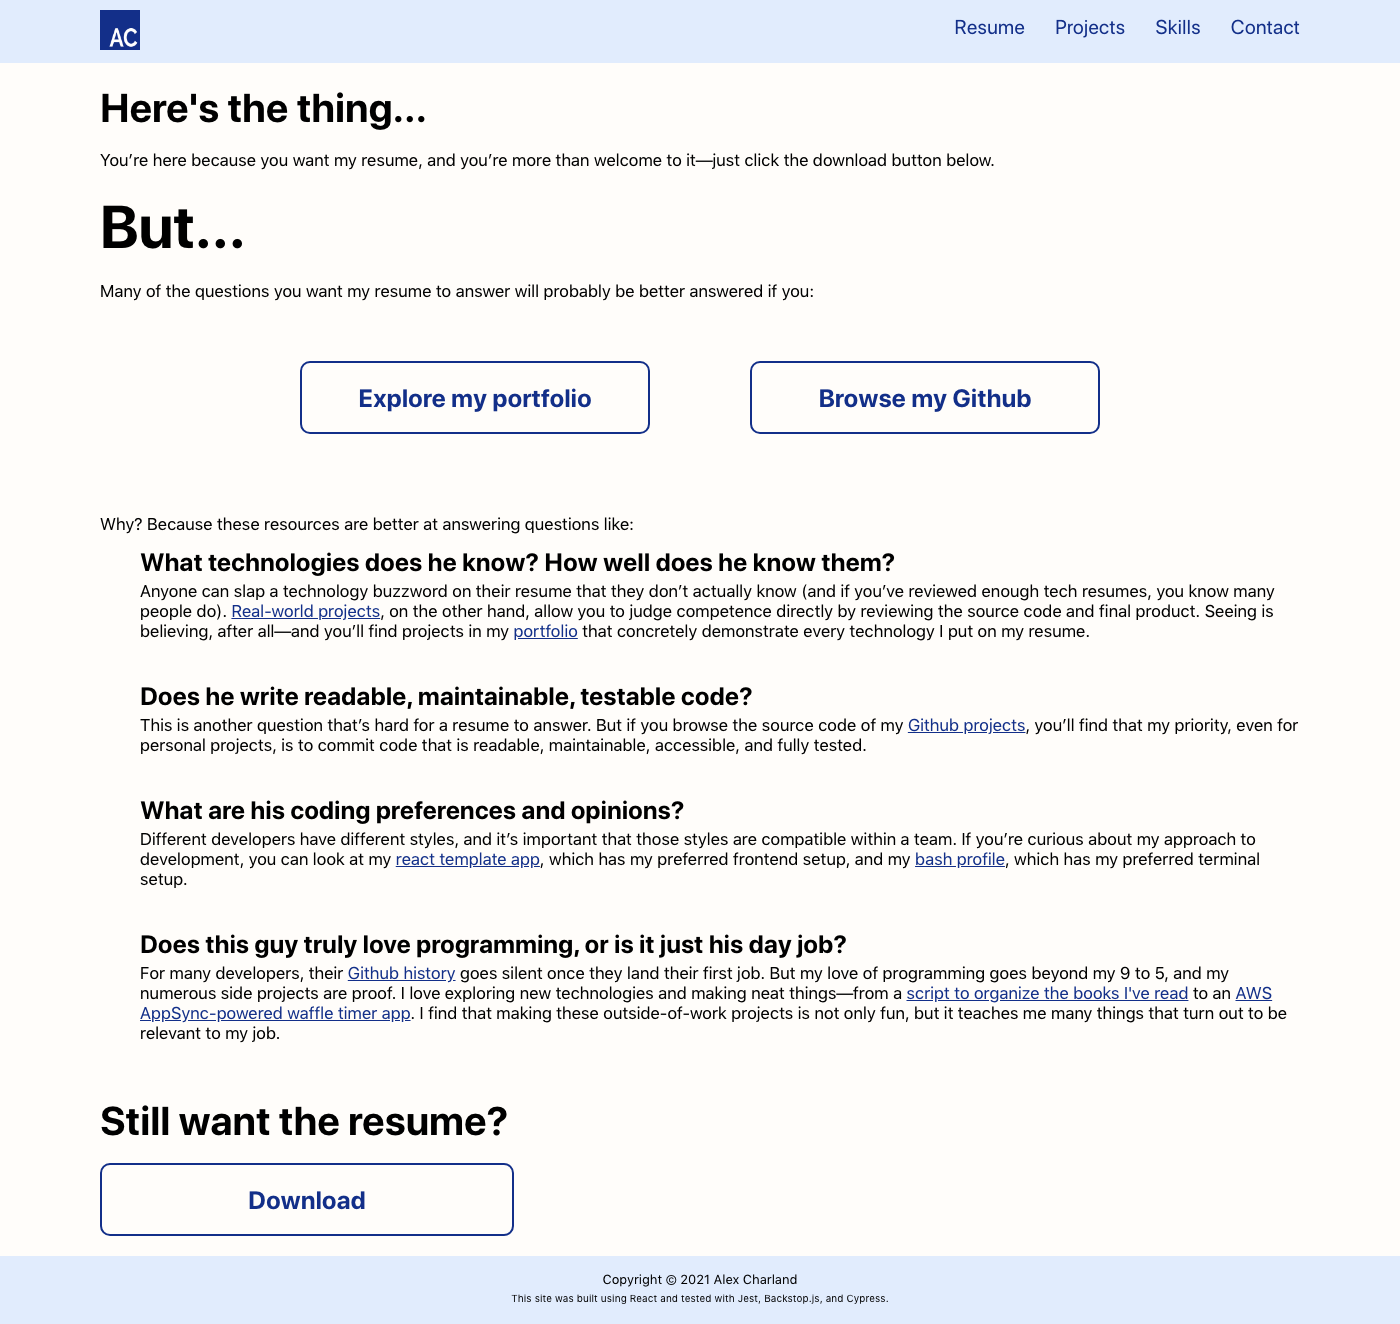 AC
Resume Projects Skills Contact
Here's the thing...
You’re here because you want my resume, and you’re more than welcome to it—just click the download button below.
But...
Many of the questions you want my resume to answer will probably be better answered if you:
Explore my portfolio
Browse my Github
Why? Because these resources are better at answering questions like:
What technologies does he know? How well does he know them?
Anyone can slap a technology buzzword on their resume that they don’t actually know (and if you’ve reviewed enough tech resumes, you know many
people do). Real-world projects, on the other hand, allow you to judge competence directly by reviewing the source code and final product. Seeing is
believing, after all—and you’ll find projects in my portfolio that concretely demonstrate every technology I put on my resume.
Does he write readable, maintainable, testable code?
This is another question that’s hard for a resume to answer. But if you browse the source code of my Github projects, you’ll find that my priority, even for
personal projects, is to commit code that is readable, maintainable, accessible, and fully tested.
What are his coding preferences and opinions?
Different developers have different styles, and it’s important that those styles are compatible within a team. If you’re curious about my approach to
development, you can look at my react template app, which has my preferred frontend setup, and my bash profile, which has my preferred terminal
setup.
Does this guy truly love programming, or is it just his day job?
For many developers, their Github history goes silent once they land their first job. But my love of programming goes beyond my 9 to 5, and my
numerous side projects are proof. I love exploring new technologies and making neat things—from a script to organize the books I've read to an AWS
AppSync-powered waffle timer app. I find that making these outside-of-work projects is not only fun, but it teaches me many things that turn out to be
relevant to my job.
Still want the resume?
Download
Copyright © 2021 Alex Charland
This site was built using React and tested with Jest, Backstop.js, and Cypress.